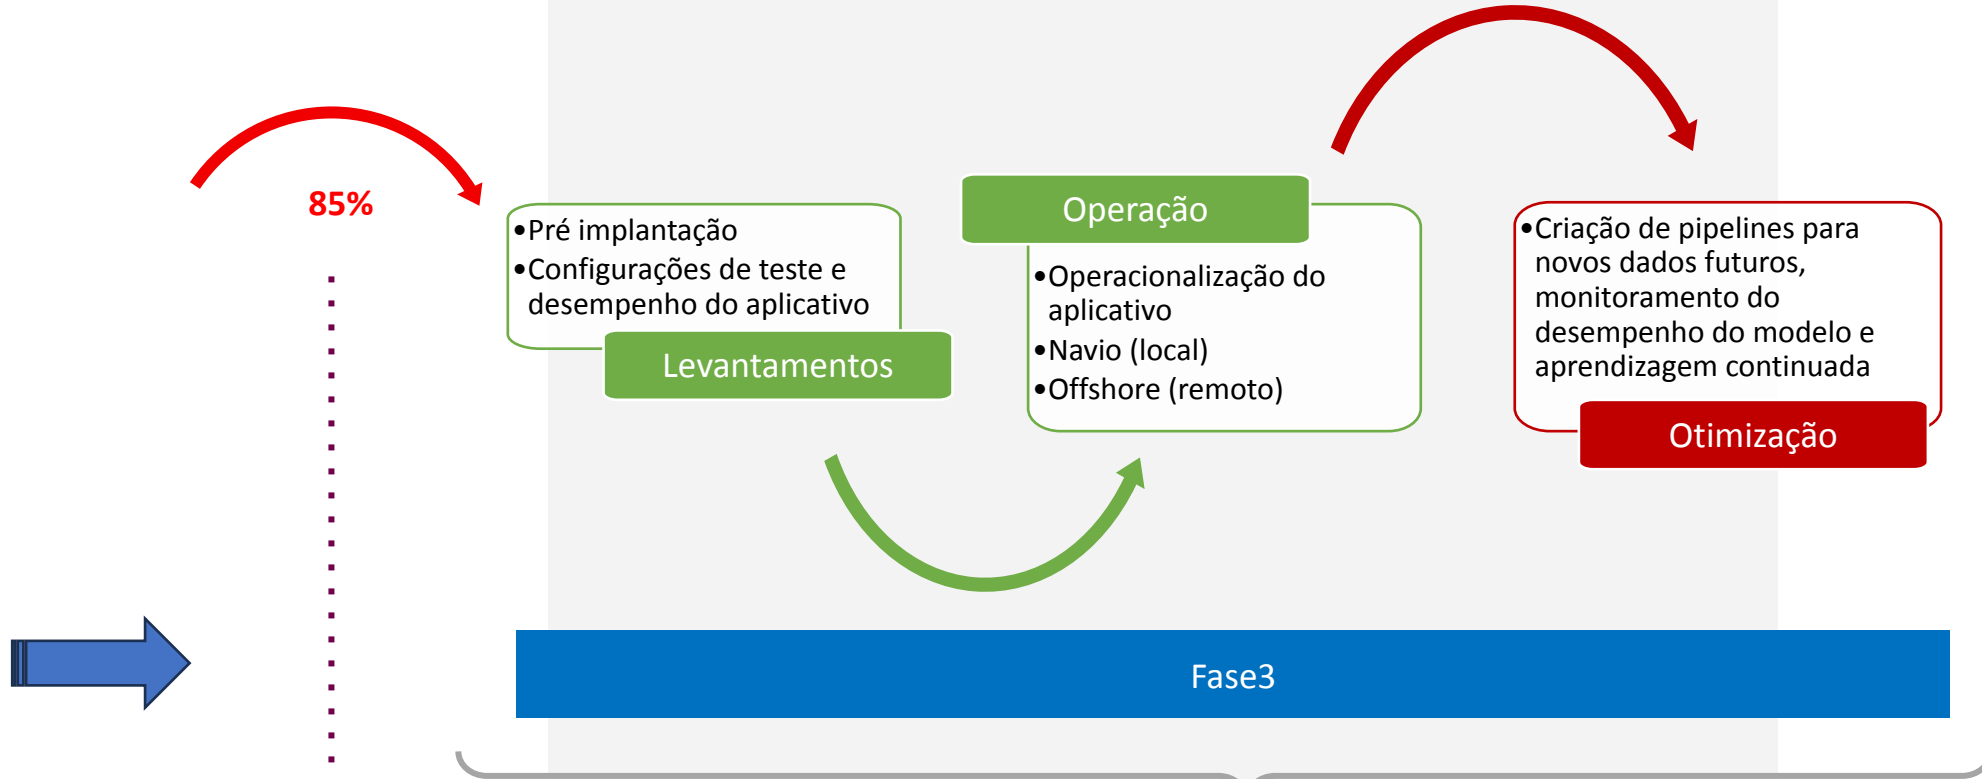 85%
•Pré implantação
•Configurações de teste e
desempenho do aplicativo
Levantamentos
Operação
•Operacionalização do
aplicativo
•Navio (local)
•Offshore (remoto)
•Criação de pipelines para
novos dados futuros,
monitoramento do
desempenho do modelo e
aprendizagem continuada
Otimização
Fase3